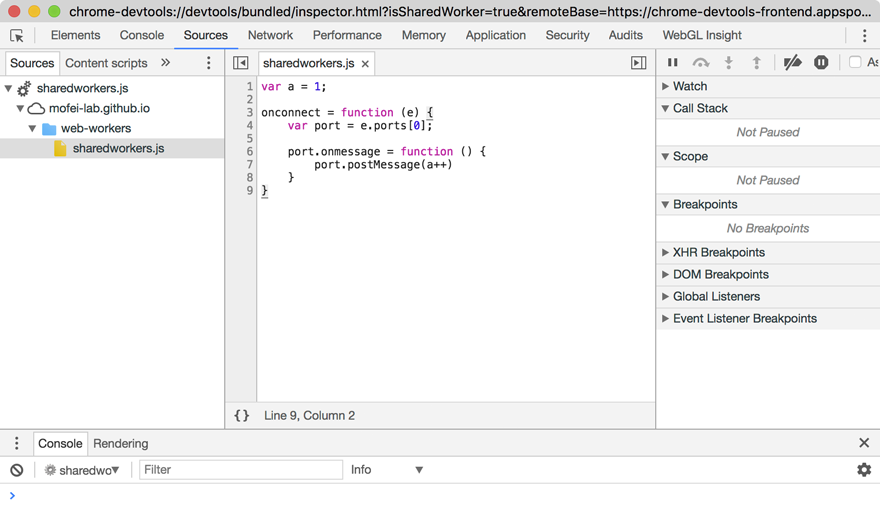 chrome-devtools://devtools/bundled/inspector.html?isSharedWorker=true&remoteBase=https://chrome-devtools-frontend.appspo...
Elements Console Sources Network Performance Memory Application Security Audits WebGL Insight
Sources Content scripts »
sharedworkers.js ×
As
sharedworkers.js
mofei-lab.github.io
web-workers
sharedworkers.js
1 var a = 1;
2
3 onconnect = function (e) {
4     var port = e.ports[0];
5
6     port.onmessage = function () {
7         port.postMessage(a++)
8     }
9 }
{} Line 9, Column 2
Watch
Call Stack
Not Paused
Scope
Not Paused
Breakpoints
No Breakpoints
XHR Breakpoints
DOM Breakpoints
Global Listeners
Event Listener Breakpoints
Console Rendering
sharedwo▼ Filter Info ▼
>